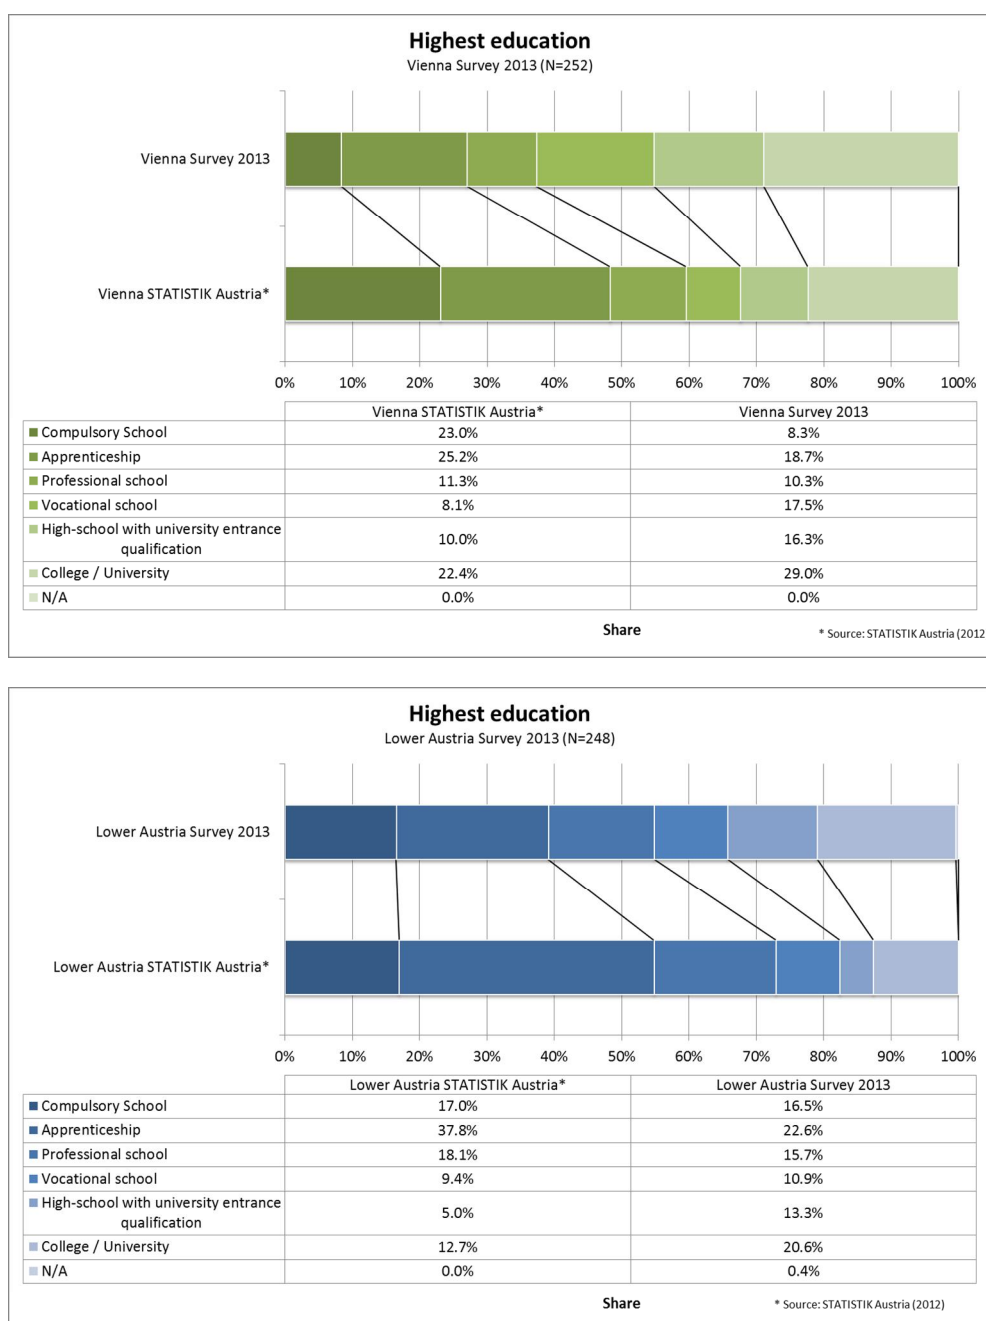 Highest education
Vienna Survey 2013 (N=252)
Vienna Survey 2013
Vienna STATISTIK Austria*
0% 10% 20% 30% 40% 50% 60% 70% 80% 90% 100%
Vienna STATISTIK Austria* Vienna Survey 2013
Compulsory School 23.0% 8.3%
Apprenticeship 25.2% 18.7%
Professional school 11.3% 10.3%
Vocational school 8.1% 17.5%
High-school with university entrance
qualification 10.0% 16.3%
College / University 22.4% 29.0%
N/A 0.0% 0.0%
Share
* Source: STATISTIK Austria (2012
Highest education
Lower Austria Survey 2013 (N=248)
Lower Austria Survey 2013
Lower Austria STATISTIK Austria*
0% 10% 20% 30% 40% 50% 60% 70% 80% 90% 100%
Lower Austria STATISTIK Austria* Lower Austria Survey 2013
Compulsory School 17.0% 16.5%
Apprenticeship 37.8% 22.6%
Professional school 18.1% 15.7%
Vocational school 9.4% 10.9%
High-school with university entrance
qualification 5.0% 13.3%
College / University 12.7% 20.6%
N/A 0.0% 0.4%
Share
* Source: STATISTIK Austria (2012)